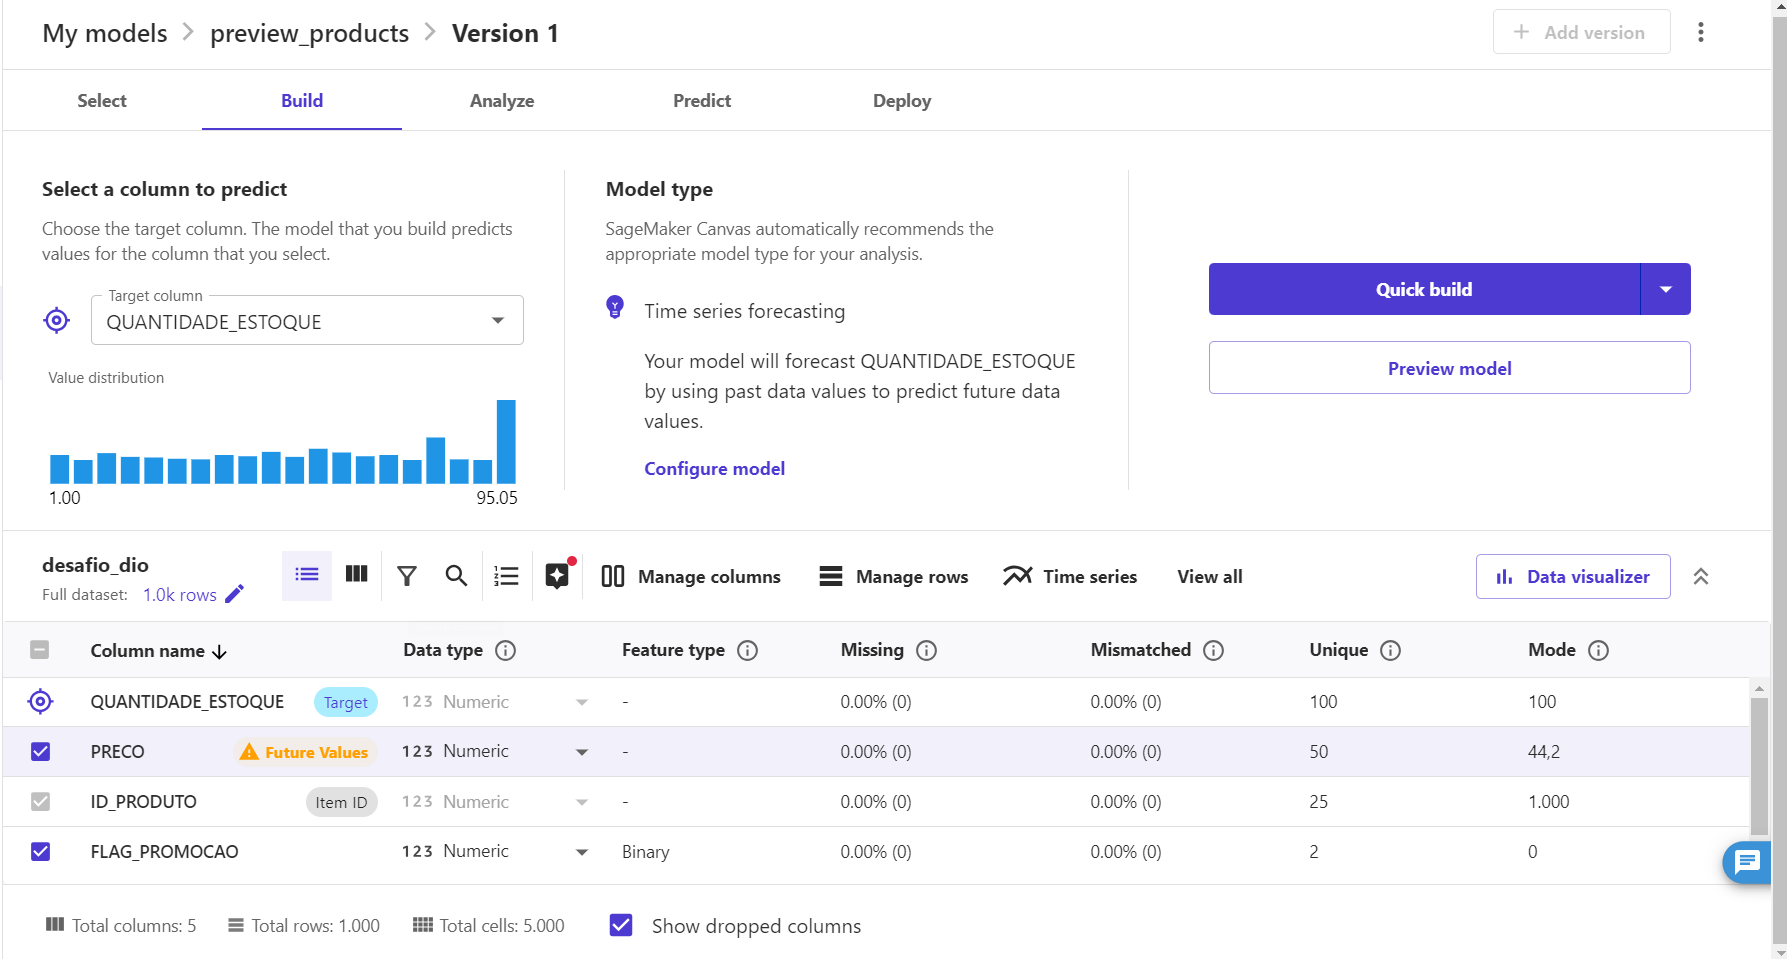 My models > preview_products > Version 1
+ Add version
Select Build Analyze Predict Deploy
Select a column to predict
Choose the target column. The model that you build predicts
values for the column that you select.
Target column
QUANTIDADE_ESTOQUE
Value distribution
1.00 95.05
Model type
SageMaker Canvas automatically recommends the
appropriate model type for your analysis.
Time series forecasting
Your model will forecast QUANTIDADE_ESTOQUE
by using past data values to predict future data
values.
Configure model
Quick build
Preview model
desafio_dio
Full dataset: 1.0k rows
Manage columns Manage rows Time series View all Data visualizer
Column name Data type Feature type Missing Mismatched Unique Mode
QUANTIDADE_ESTOQUE Target 123 Numeric - 0.00% (0) 0.00% (0) 100 100
PRECO Future Values 123 Numeric - 0.00% (0) 0.00% (0) 50 44,2
ID_PRODUTO Item ID 123 Numeric - 0.00% (0) 0.00% (0) 25 1.000
FLAG_PROMOCAO 123 Numeric Binary 0.00% (0) 0.00% (0) 2 0
Total columns: 5 Total rows: 1.000 Total cells: 5.000 Show dropped columns